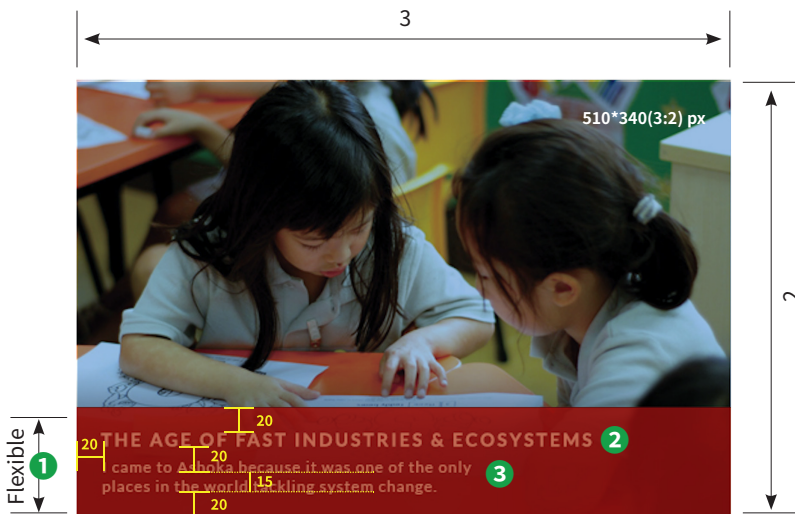 3
510*340(3:2) px
2
Flexible
1
20
20
THE AGE OF FAST INDUSTRIES & ECOSYSTEMS 2
20
I came to Ashoka because it was one of the only
places in the world tackling system change.
3
15
20